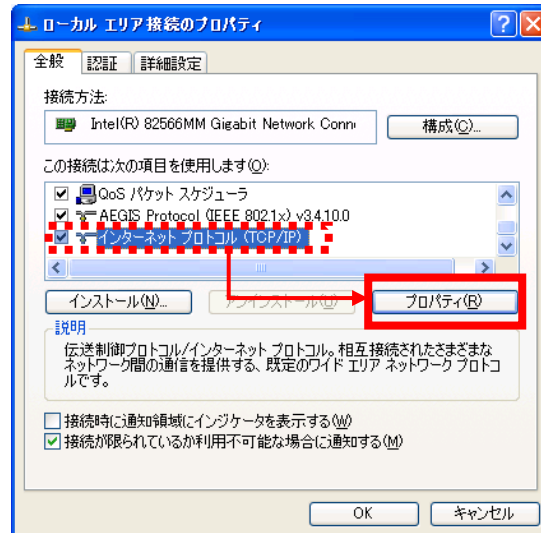 ローカル エリア接続のプロパティ
全般 認証 詳細設定
接続方法:
Intel(R) 82566MM Gigabit Network Conn
構成(C)...
この接続は次の項目を使用します(O):
QoS パケット スケジューラ
AEGIS Protocol (IEEE 802.1x) v3.4.10.0
インターネット プロトコル (TCP/IP)
インストール(N)... アンインストール(U) プロパティ(R)
説明
伝送制御プロトコル/インターネット プロトコル。相互接続されたさまざまな
ネットワーク間の通信を提供する、既定のワイド エリア ネットワーク プロトコ
ルです。
接続時に通知領域にインジケータを表示する(W)
接続が限られているか利用不可能な場合に通知する(M)
OK キャンセル